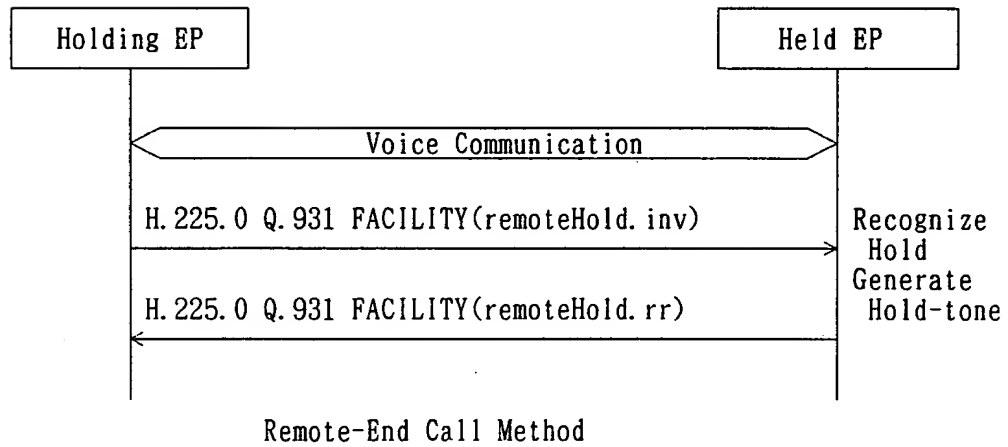 Holding EP
Held EP
Voice Communication
H.225.0 Q.931 FACILITY(remoteHold.inv)
Recognize
Hold
Generate
Hold-tone
H.225.0 Q.931 FACILITY(remoteHold.rr)
Remote-End Call Method